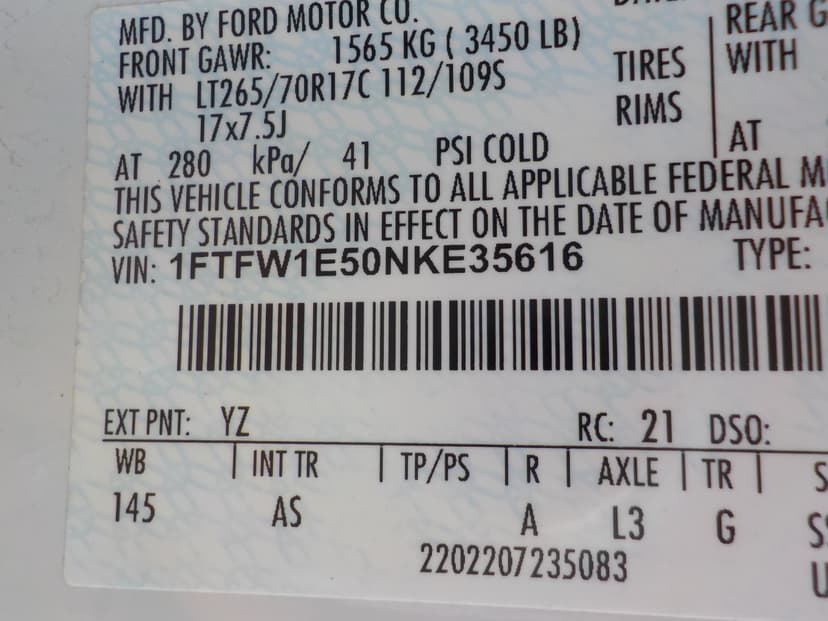 MFD. BY FORD MOTOR CO.
FRONT GAWR: 1565 KG ( 3450 LB)
WITH LT265/70R17C 112/109S TIRES
17x7.5J RIMS
AT 280 kPa/ 41 PSI COLD
REAR G
WITH
AT
THIS VEHICLE CONFORMS TO ALL APPLICABLE FEDERAL M
SAFETY STANDARDS IN EFFECT ON THE DATE OF MANUFA
VIN: 1FTFW1E50NKE35616 TYPE:
EXT PNT: YZ RC: 21 DSO:
WB | INT TR | TP/PS | R | AXLE | TR | S
145 AS A L3 G S
2202207235083 U